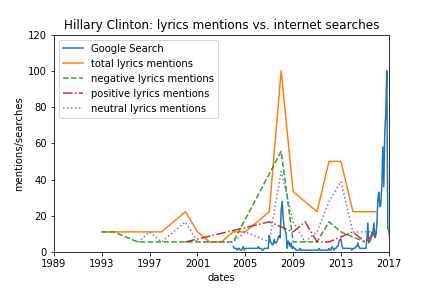 Hillary Clinton: lyrics mentions vs. internet searches
120
100
80
60
40
20
0
mentions/searches
Google Search
total lyrics mentions
negative lyrics mentions
positive lyrics mentions
neutral lyrics mentions
1989 1993 1997 2001 2005 2009 2013 2017
dates